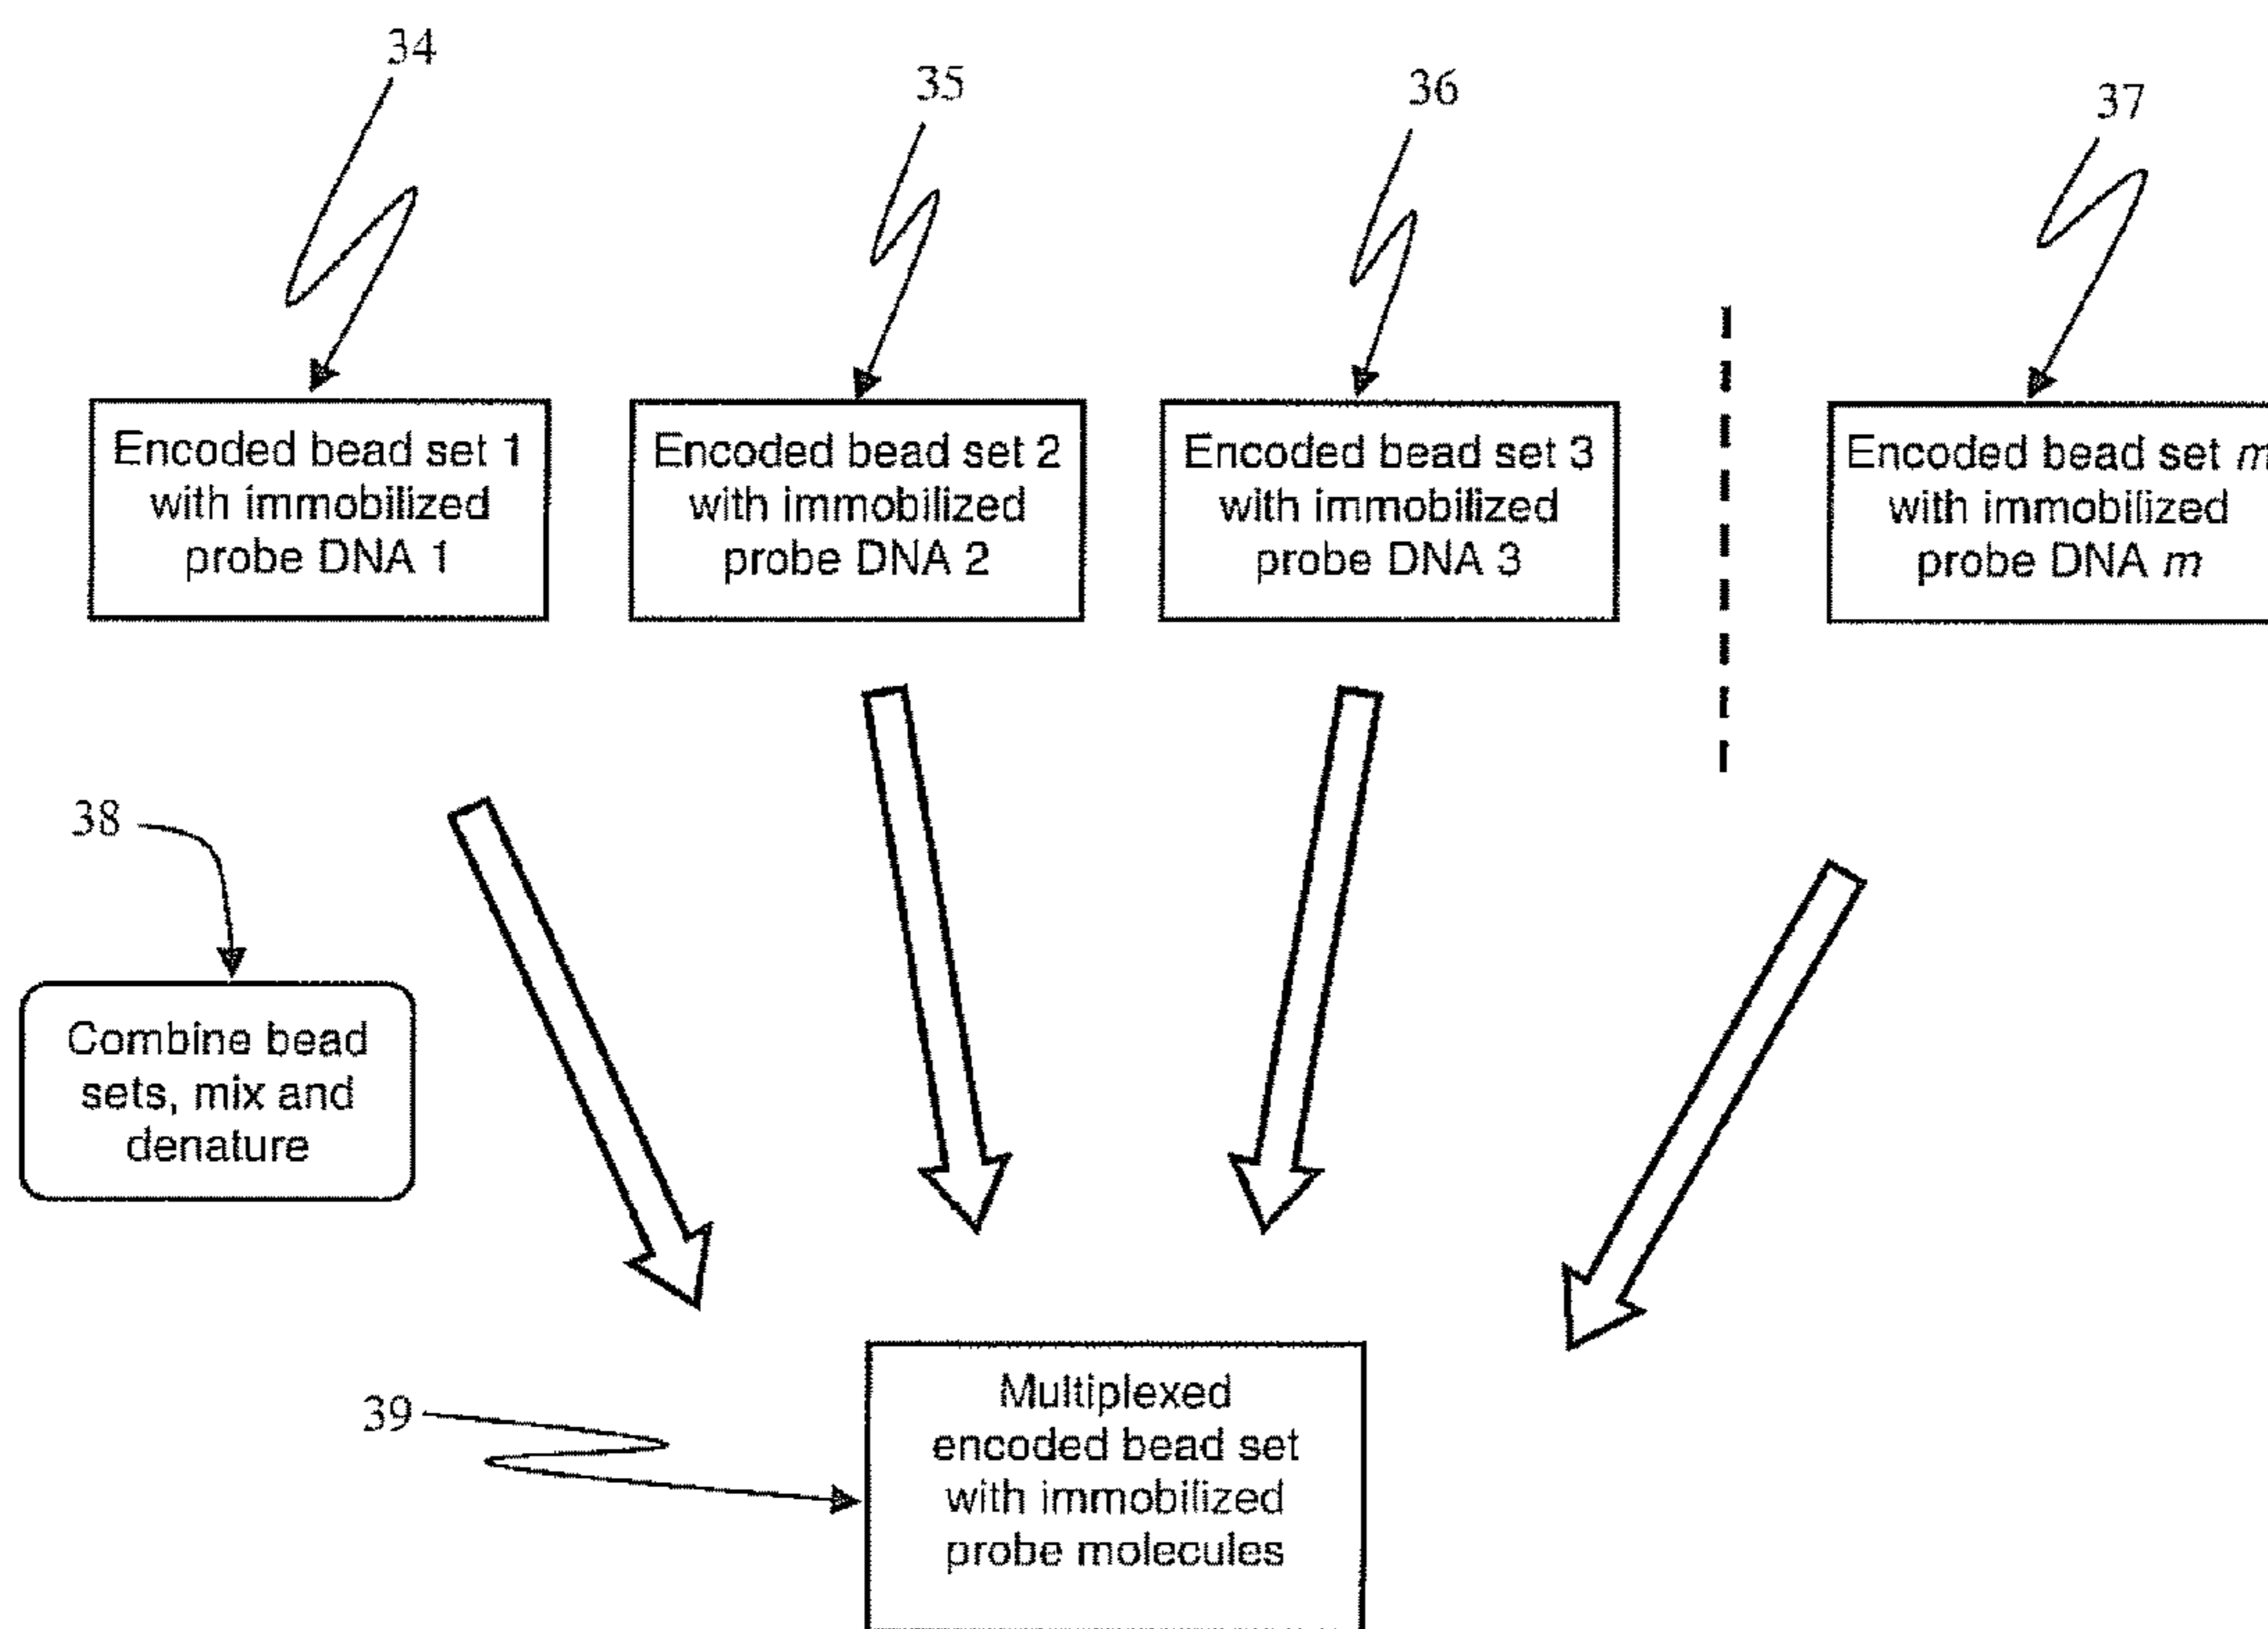 34
35
36
37
Encoded bead set 1
with immobilized
probe DNA 1
Encoded bead set 2
with immobilized
probe DNA 2
Encoded bead set 3
with immobilized
probe DNA 3
Encoded bead set m
with immobilized
probe DNA m
38
Combine bead
sets, mix and
denature
39
Multiplexed
encoded bead set
with immobilized
probe molecules